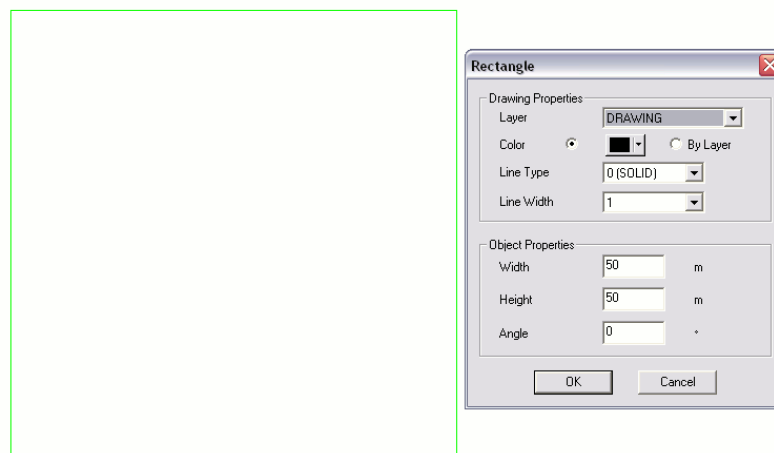 Rectangle
Drawing Properties
Layer DRAWING
Color By Layer
Line Type 0 (SOLID)
Line Width 1
Object Properties
Width 50 m
Height 50 m
Angle 0 °
OK Cancel